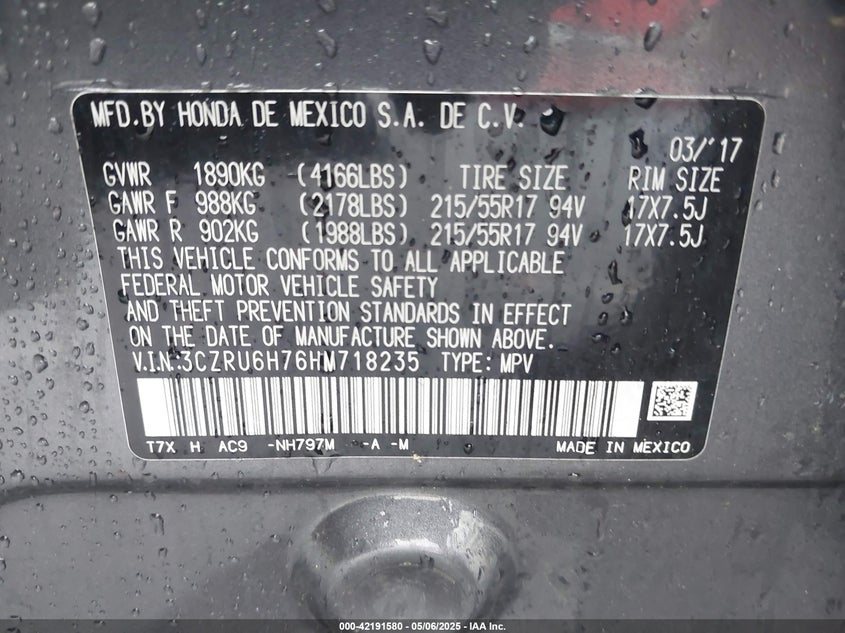 MFD.BY HONDA DE MEXICO S.A. DE C.V.
03/'17
GVWR 1890KG (4166LBS) TIRE SIZE RIM SIZE
GAWR F 988KG (2178LBS) 215/55R17 94V 17X7.5J
GAWR R 902KG (1988LBS) 215/55R17 94V 17X7.5J
THIS VEHICLE CONFORMS TO ALL APPLICABLE
FEDERAL MOTOR VEHICLE SAFETY
AND THEFT PREVENTION STANDARDS IN EFFECT
ON THE DATE OF MANUFACTURE SHOWN ABOVE.
V.I.N:3CZRU6H76HM718235 TYPE: MPV
T7X H AC9 -NH797M -A -M MADE IN MEXICO
000-42191580 - 05/06/2025 - IAA Inc.